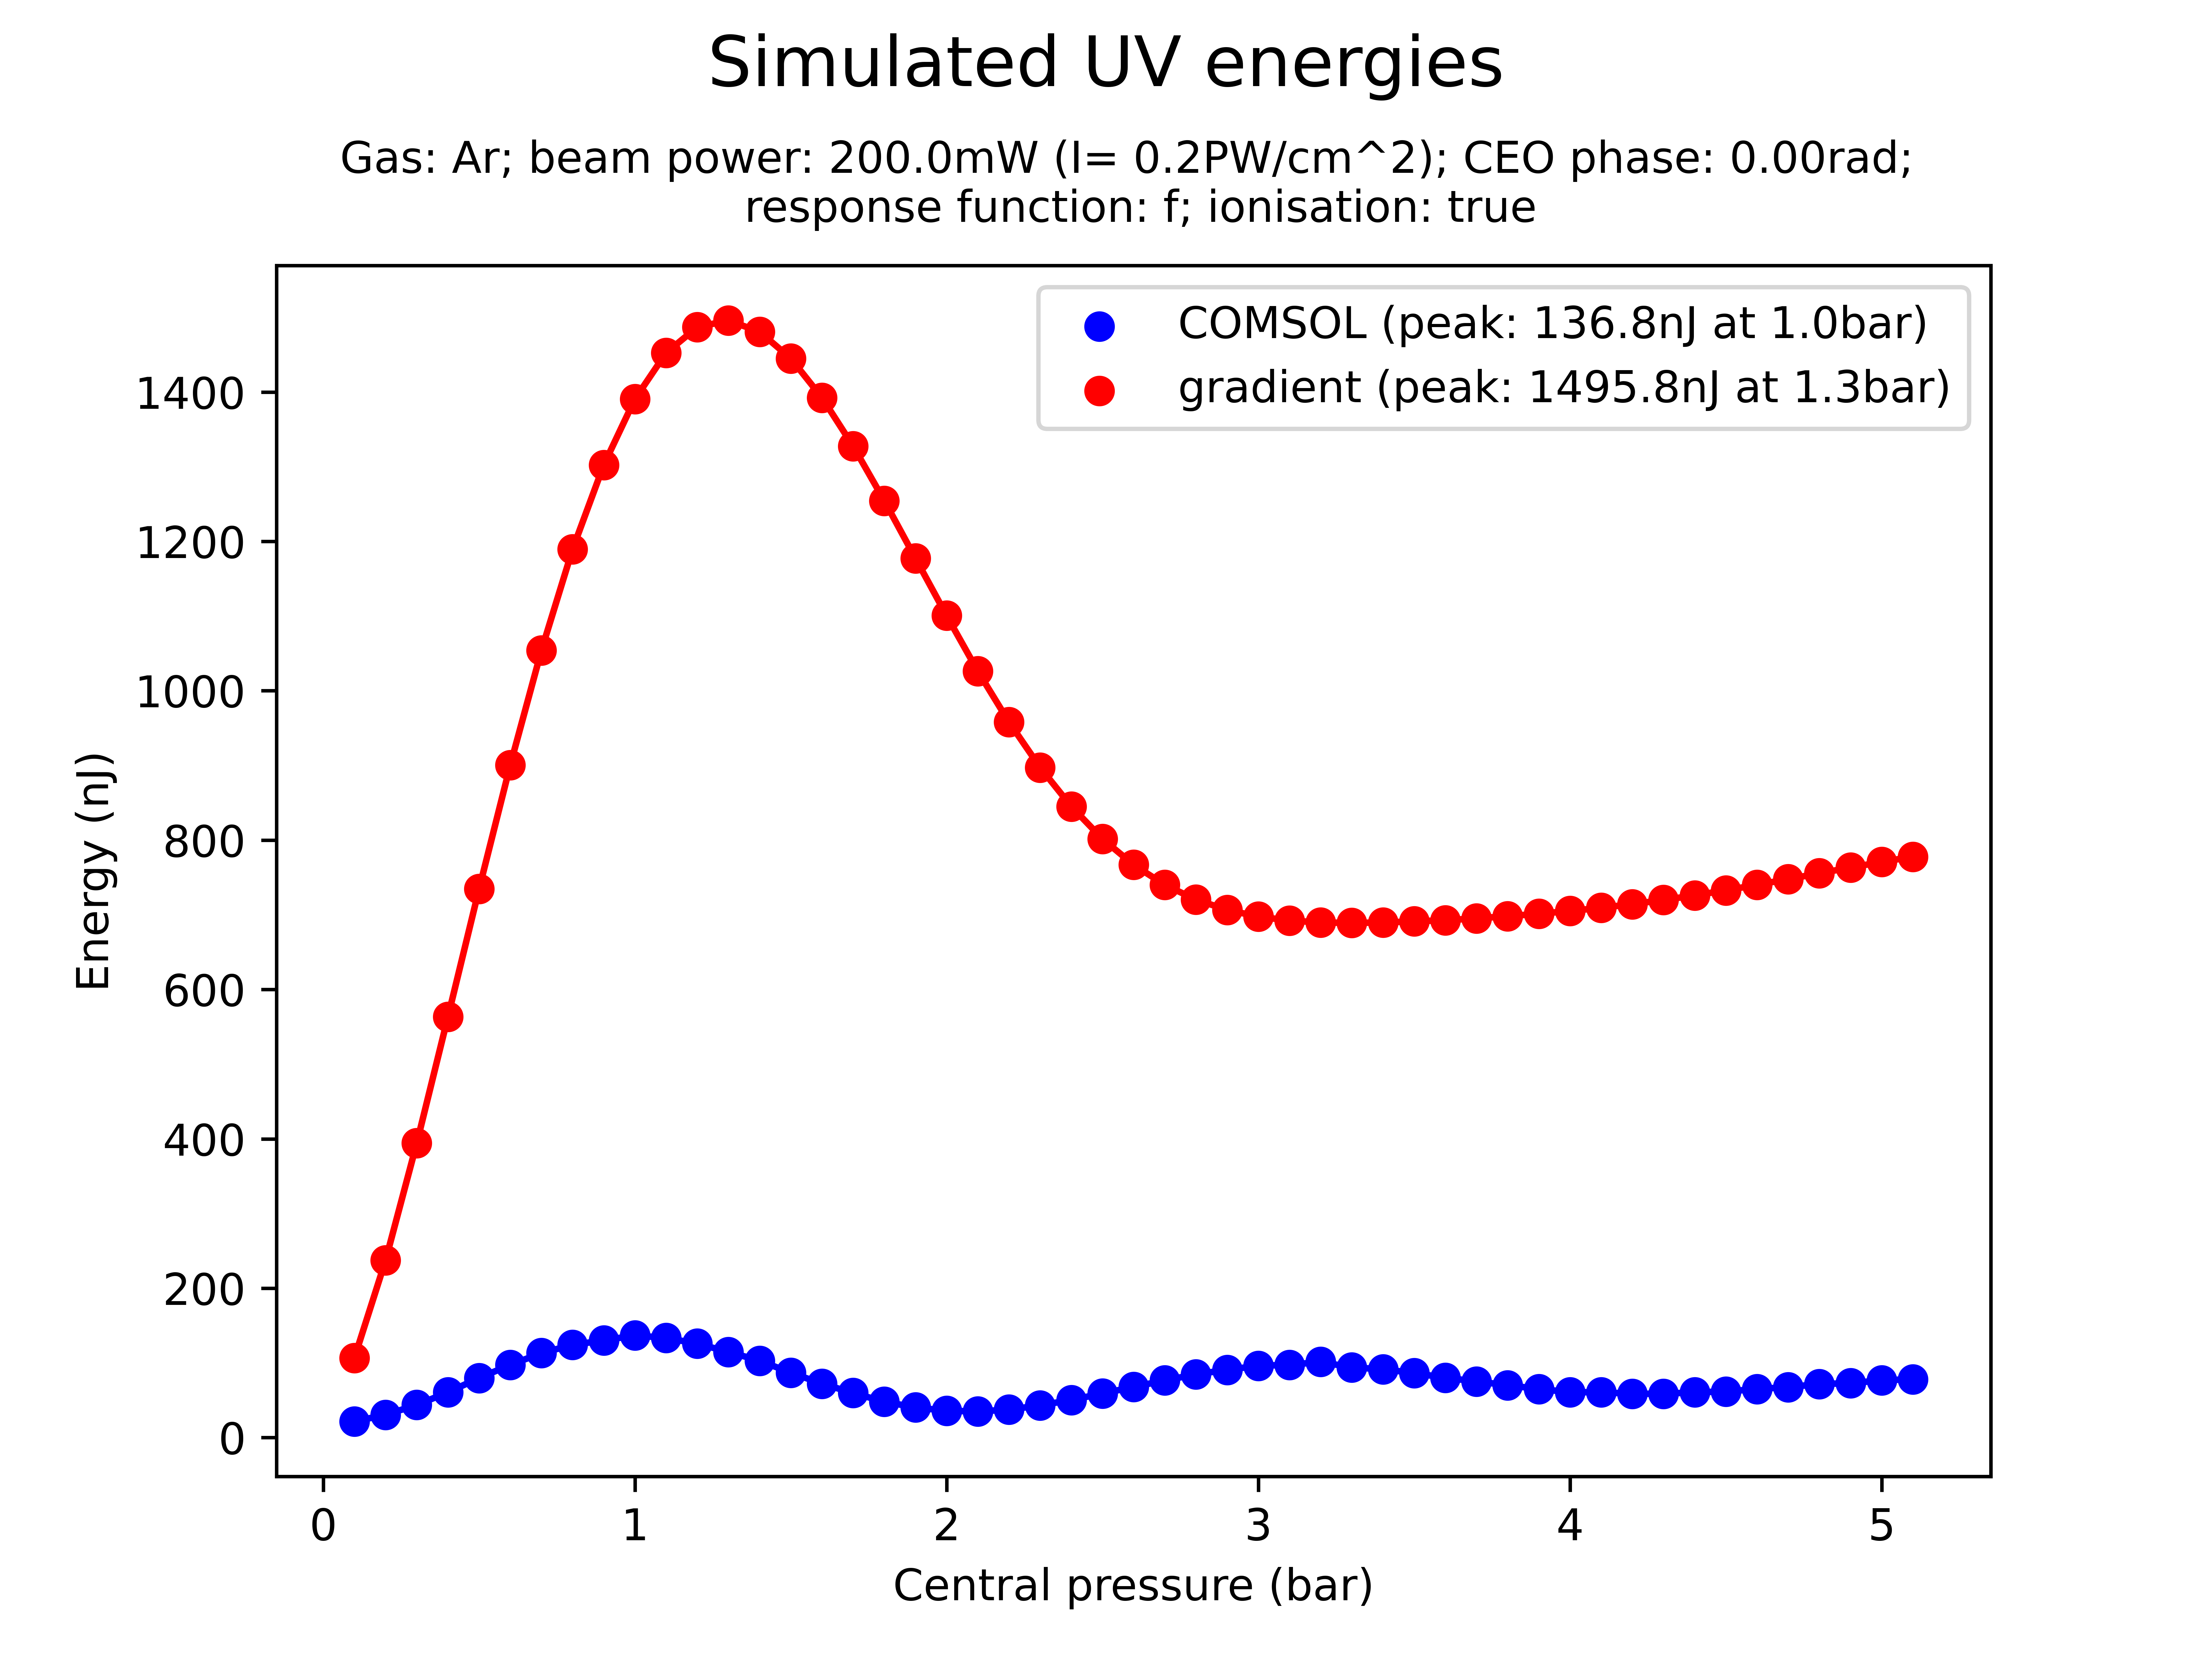 Simulated UV energies
Gas: Ar; beam power: 200.0mW (I= 0.2PW/cm^2); CEO phase: 0.00rad;
response function: f; ionisation: true
COMSOL (peak: 136.8nJ at 1.0bar)
gradient (peak: 1495.8nJ at 1.3bar)
1400
1200
1000
800
600
400
200
0
Energy (nJ)
0 1 2 3 4 5
Central pressure (bar)